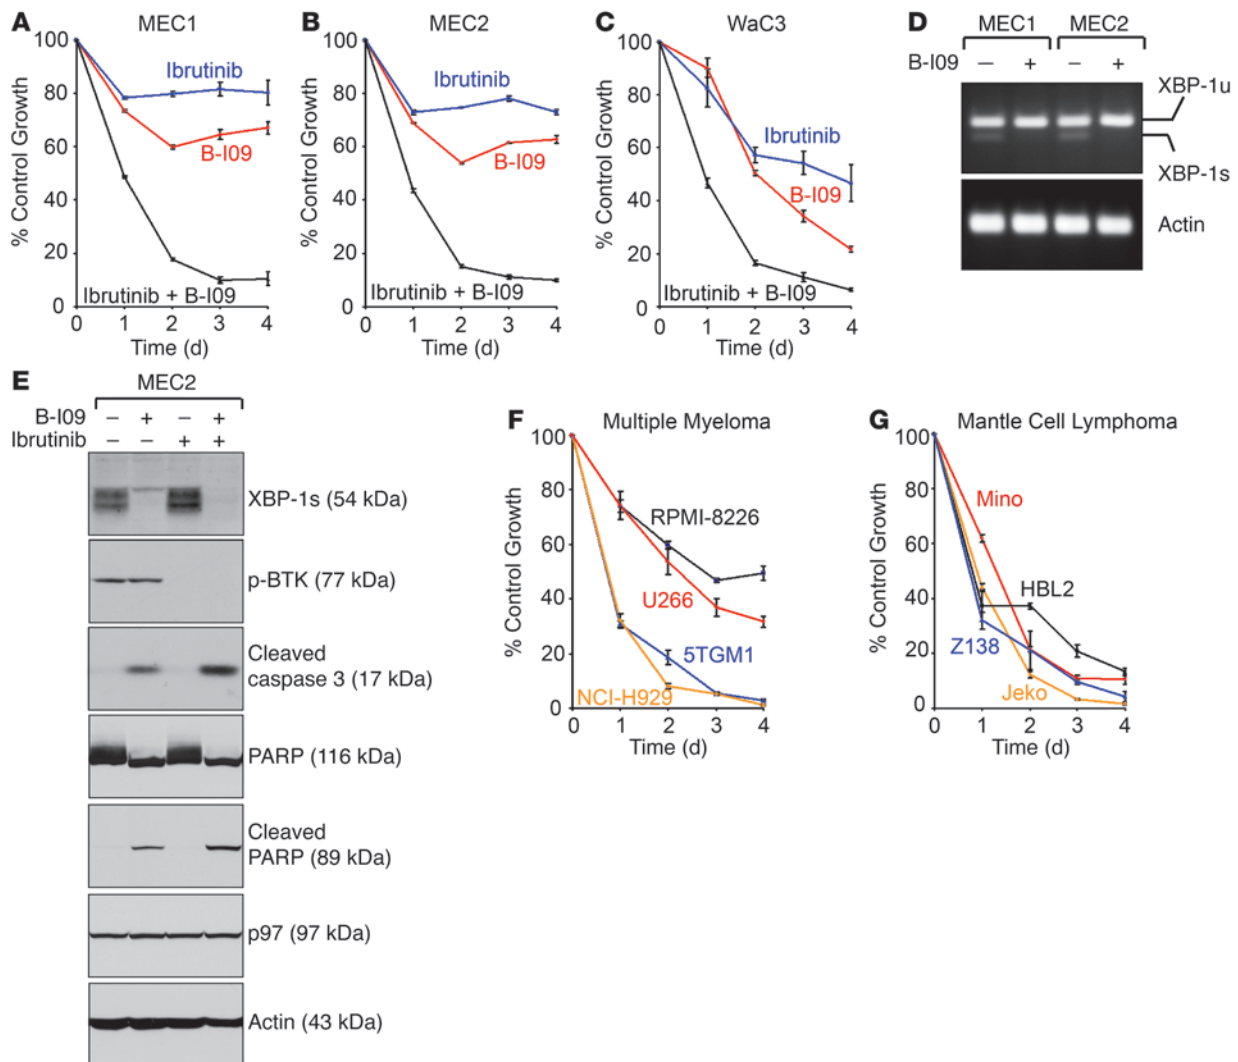 A
MEC1
100
80
60
40
20
0
% Control Growth
Ibrutinib
B-I09
Ibrutinib + B-I09
0 1 2 3 4
Time (d)
B
MEC2
100
80
60
40
20
0
% Control Growth
Ibrutinib
B-I09
Ibrutinib + B-I09
0 1 2 3 4
Time (d)
C
WaC3
100
80
60
40
20
0
% Control Growth
Ibrutinib
B-I09
Ibrutinib + B-I09
0 1 2 3 4
Time (d)
D
MEC1 MEC2
B-I09 – + – +
XBP-1u
XBP-1s
Actin
E
MEC2
B-I09 – + – +
Ibrutinib – – + +
XBP-1s (54 kDa)
p-BTK (77 kDa)
Cleaved
caspase 3 (17 kDa)
PARP (116 kDa)
Cleaved
PARP (89 kDa)
p97 (97 kDa)
Actin (43 kDa)
F
Multiple Myeloma
100
80
60
40
20
0
% Control Growth
RPMI-8226
U266
5TGM1
NCI-H929
0 1 2 3 4
Time (d)
G
Mantle Cell Lymphoma
100
80
60
40
20
0
% Control Growth
Mino
HBL2
Z138
Jeko
0 1 2 3 4
Time (d)